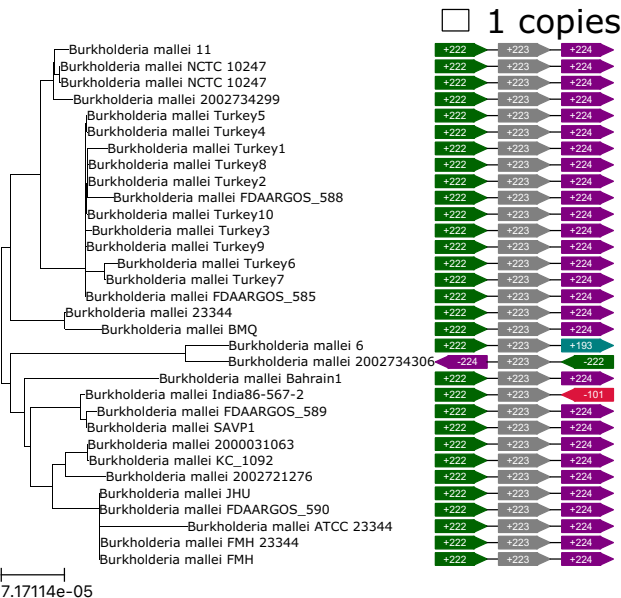 1 copies
Burkholderia mallei 11 +222 +223 +224
Burkholderia mallei NCTC 10247 +222 +223 +224
Burkholderia mallei NCTC 10247 +222 +223 +224
Burkholderia mallei 2002734299 +222 +223 +224
Burkholderia mallei Turkey5 +222 +223 +224
Burkholderia mallei Turkey4 +222 +223 +224
Burkholderia mallei Turkey1 +222 +223 +224
Burkholderia mallei Turkey8 +222 +223 +224
Burkholderia mallei Turkey2 +222 +223 +224
Burkholderia mallei FDAARGOS_588 +222 +223 +224
Burkholderia mallei Turkey10 +222 +223 +224
Burkholderia mallei Turkey3 +222 +223 +224
Burkholderia mallei Turkey9 +222 +223 +224
Burkholderia mallei Turkey6 +222 +223 +224
Burkholderia mallei Turkey7 +222 +223 +224
Burkholderia mallei FDAARGOS_585 +222 +223 +224
Burkholderia mallei 23344 +222 +223 +224
Burkholderia mallei BMQ +222 +223 +224
Burkholderia mallei 6 +222 +223 +193
Burkholderia mallei 2002734306 -224 +223 -222
Burkholderia mallei Bahrain1 +222 +223 +224
Burkholderia mallei India86-567-2 +222 +223 -101
Burkholderia mallei FDAARGOS_589 +222 +223 +224
Burkholderia mallei SAVP1 +222 +223 +224
Burkholderia mallei 2000031063 +222 +223 +224
Burkholderia mallei KC_1092 +222 +223 +224
Burkholderia mallei 2002721276 +222 +223 +224
Burkholderia mallei JHU +222 +223 +224
Burkholderia mallei FDAARGOS_590 +222 +223 +224
Burkholderia mallei ATCC 23344 +222 +223 +224
Burkholderia mallei FMH 23344 +222 +223 +224
Burkholderia mallei FMH +222 +223 +224
7.17114e-05